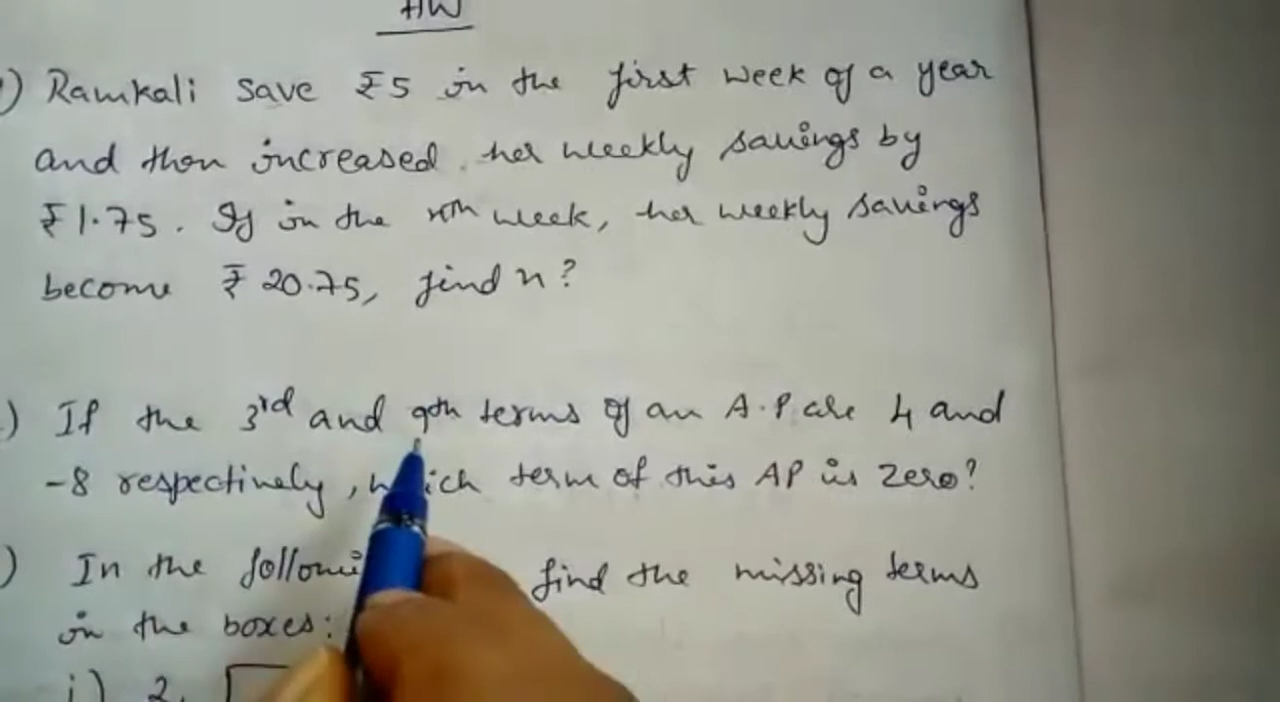 HW
) Ramkali save ₹5 in the first week of a year
and then increased her weekly savings by
₹1.75. If in the nth week, her weekly savings
become ₹20.75, find n?
) If the 3rd and 9th terms of an A.P are 4 and
-8 respectively, which term of this AP is zero?
) In the find the missing terms
in the boxes:
i) 2,